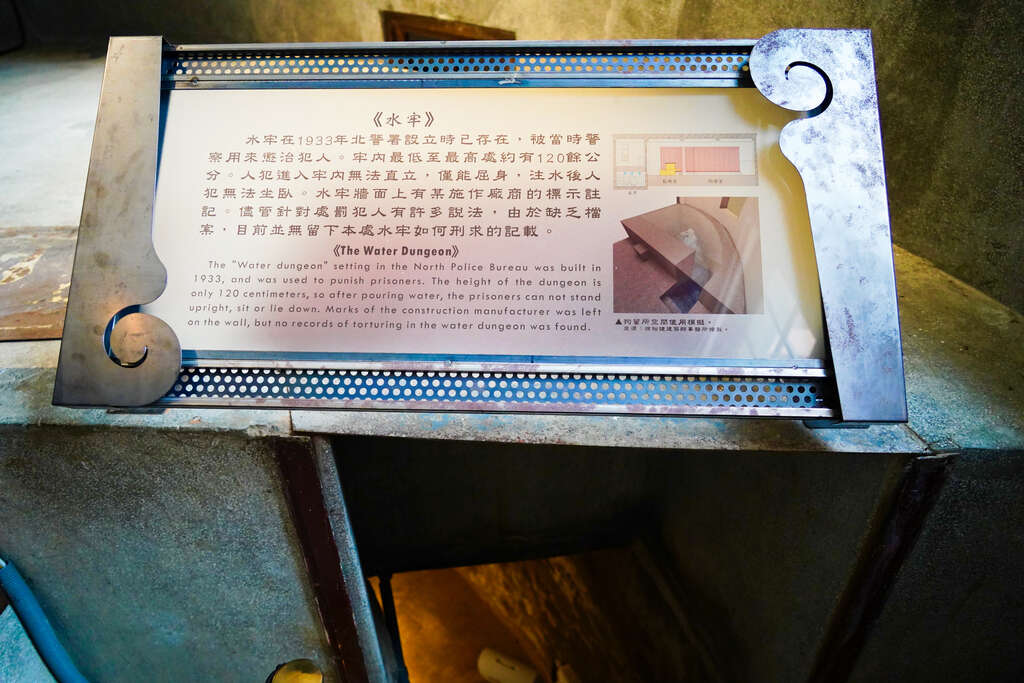 《水牢》
水牢在1933年北警署設立時已存在，被當時警
察用來懲治犯人。牢內最低至最高處約有120餘公
分。人犯進入牢內無法直立，僅能屈身，注水後人
犯無法坐臥。水牢牆面上有某施作廠商的標示註
記。儘管針對處罰犯人有許多說法，由於缺乏檔
案，目前並無留下本處水牢如何刑求的記載。
《The Water Dungeon》
The "Water dungeon" setting in the North Police Bureau was built in
1933, and was used to punish prisoners. The height of the dungeon is
only 120 centimeters, so after pouring water, the prisoners can not stand
upright, sit or lie down. Marks of the construction manufacturer was left
on the wall, but no records of torturing in the water dungeon was found.
▲拘留所空間使用模擬。